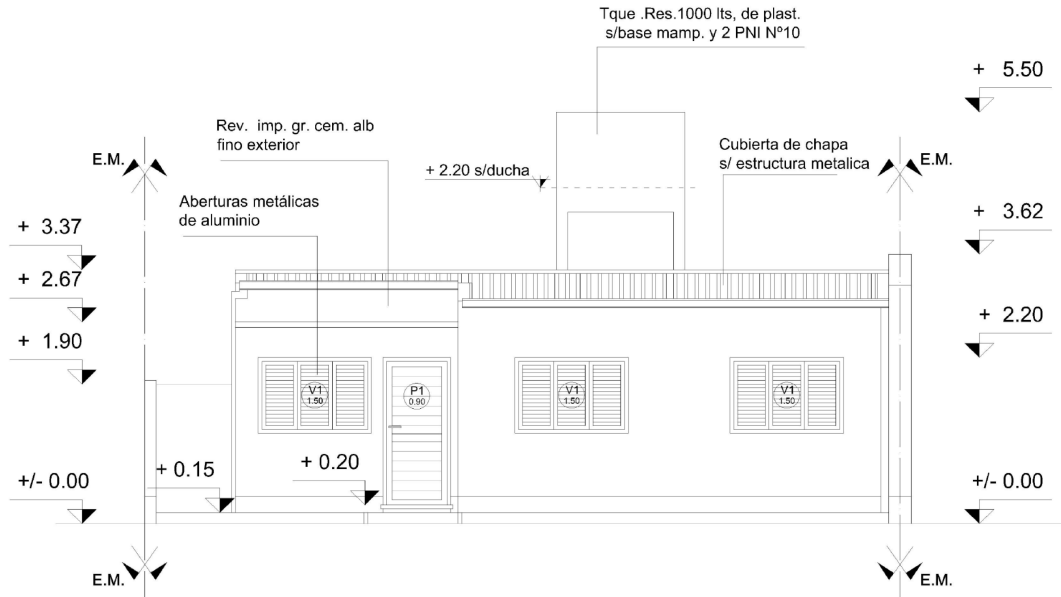 Tque .Res.1000 lts, de plast.
s/base mamp. y 2 PNI Nº10
+ 5.50
Rev. imp. gr. cem. alb
fino exterior
Cubierta de chapa
s/ estructura metalica
E.M.
E.M.
+ 2.20 s/ducha
Aberturas metálicas
de aluminio
+ 3.37
+ 3.62
+ 2.67
+ 2.20
+ 1.90
V1
1.50
P1
0.90
V1
1.50
V1
1.50
+ 0.15
+ 0.20
+/- 0.00
+/- 0.00
E.M.
E.M.